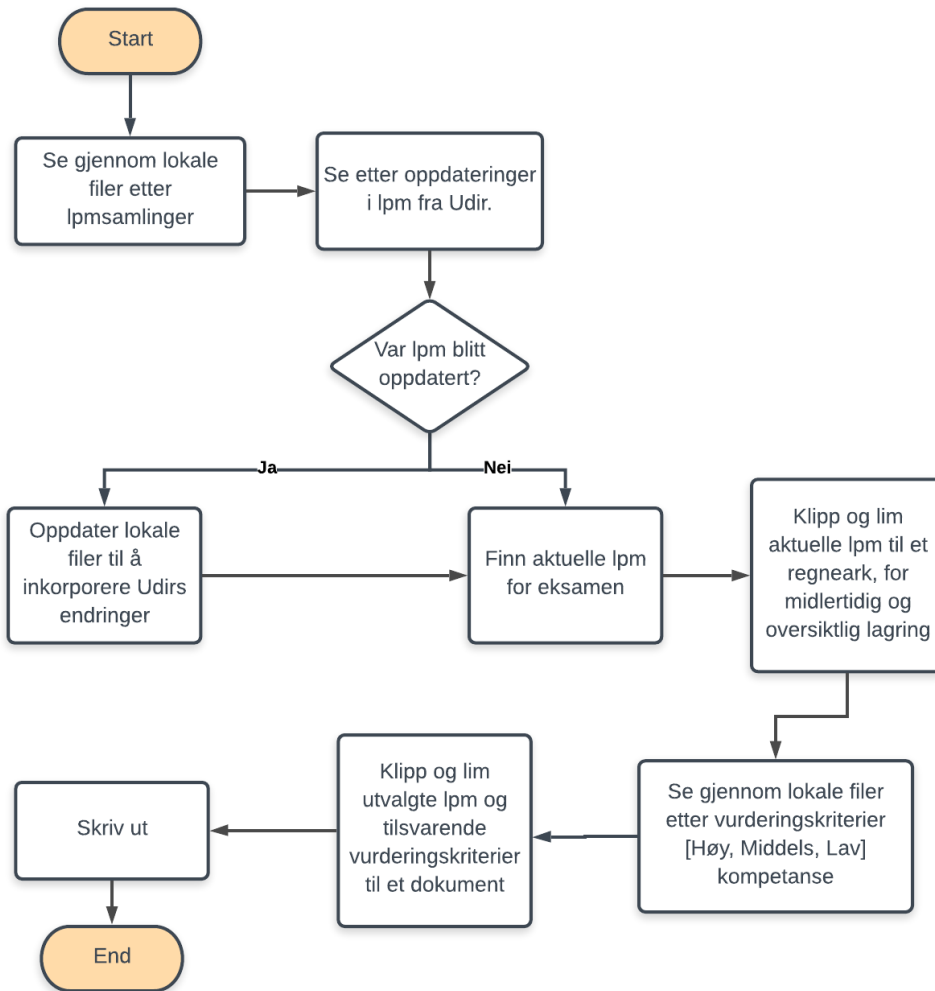 Start
Se gjennom lokale
filer etter
lpmsamlinger
Se etter oppdateringer
i lpm fra Udir.
Var lpm blitt
oppdatert?
Ja
Nei
Oppdater lokale
filer til å
inkorporere Udirs
endringer
Finn aktuelle lpm
for eksamen
Klipp og lim
aktuelle lpm til et
regneark, for
midlertidig og
oversiktlig lagring
Se gjennom lokale filer
etter vurderingskriterier
[Høy, Middels, Lav]
kompetanse
Klipp og lim
utvalgte lpm og
tilsvarende
vurderingskriterier
til et dokument
Skriv ut
End